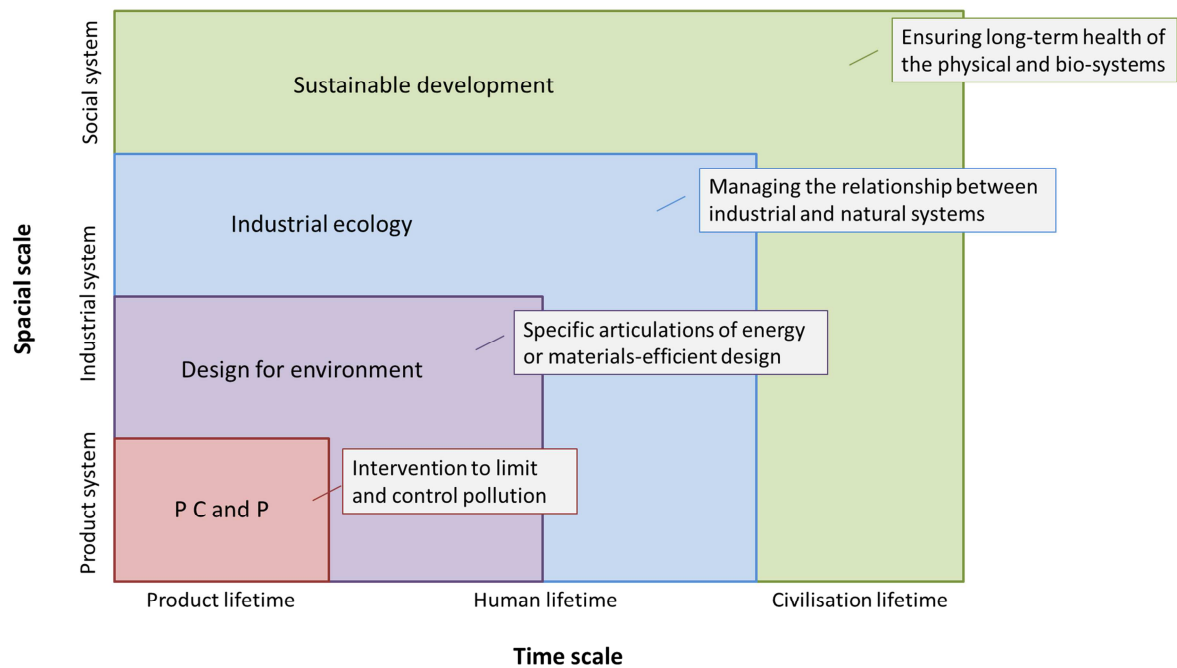 Social system
Ensuring long-term health of
the physical and bio-systems
Sustainable development
Managing the relationship between
industrial and natural systems
Industrial ecology
Spacial scale
Industrial system
Specific articulations of energy
or materials-efficient design
Design for environment
Product system
Intervention to limit
and control pollution
P C and P
Product lifetime
Human lifetime
Civilisation lifetime
Time scale